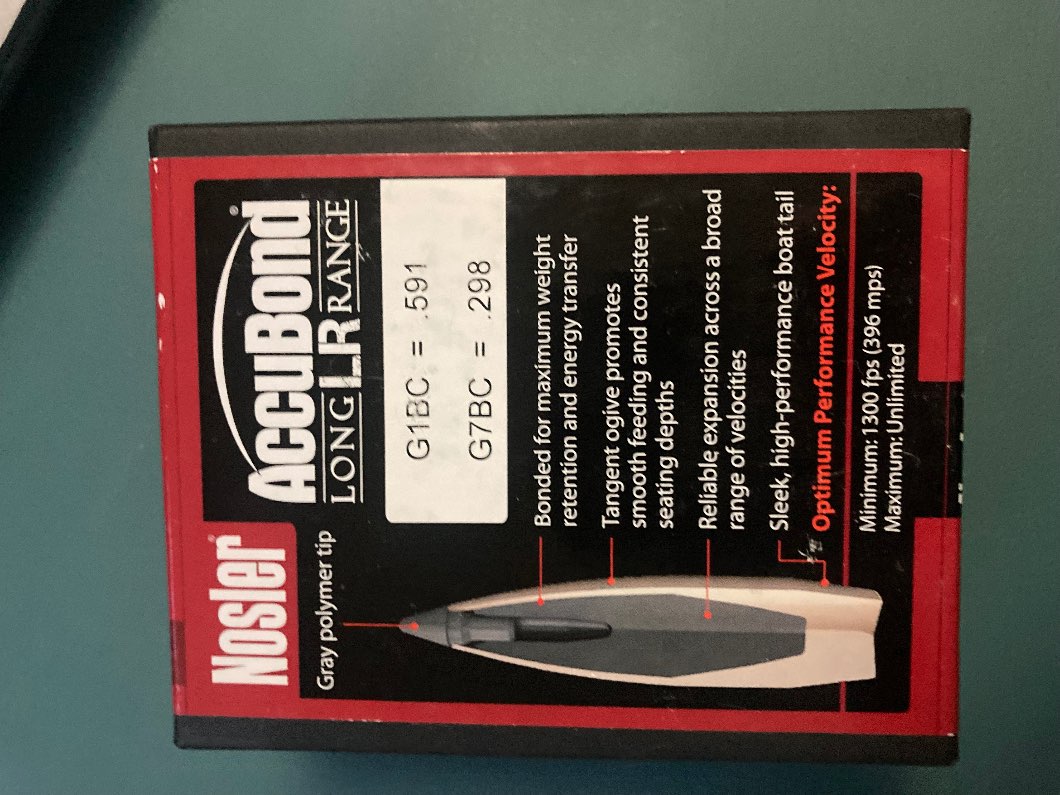 Nosler®
AccuBond®
LONG LR RANGE
Gray polymer tip
G1BC = .591
G7BC = .298
Bonded for maximum weight
retention and energy transfer
Tangent ogive promotes
smooth feeding and consistent
seating depths
Reliable expansion across a broad
range of velocities
Sleek, high-performance boat tail
Optimum Performance Velocity:
Minimum: 1300 fps (396 mps)
Maximum: Unlimited